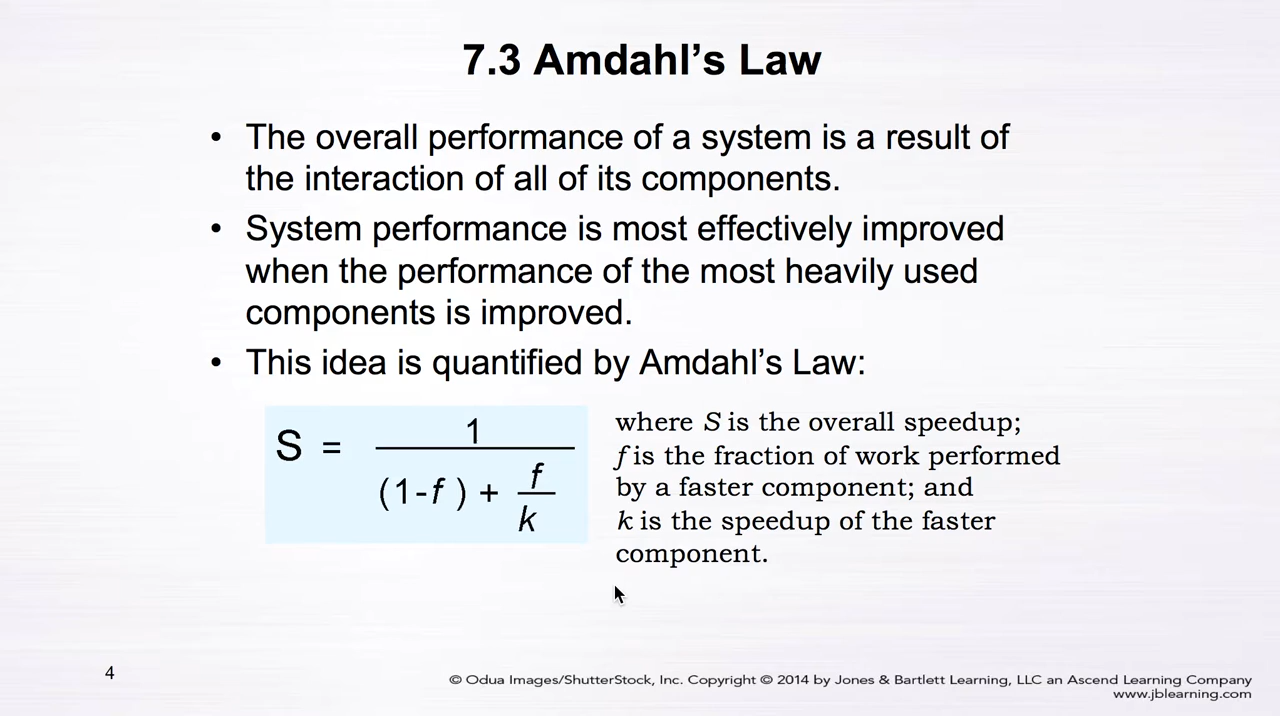 7.3 Amdahl’s Law
• The overall performance of a system is a result of
the interaction of all of its components.
• System performance is most effectively improved
when the performance of the most heavily used
components is improved.
• This idea is quantified by Amdahl’s Law:
S = 1
(1-f ) + f
k
where S is the overall speedup;
f is the fraction of work performed
by a faster component; and
k is the speedup of the faster
component.
4
© Odua Images/ShutterStock, Inc. Copyright © 2014 by Jones & Bartlett Learning, LLC an Ascend Learning Company
www.jblearning.com